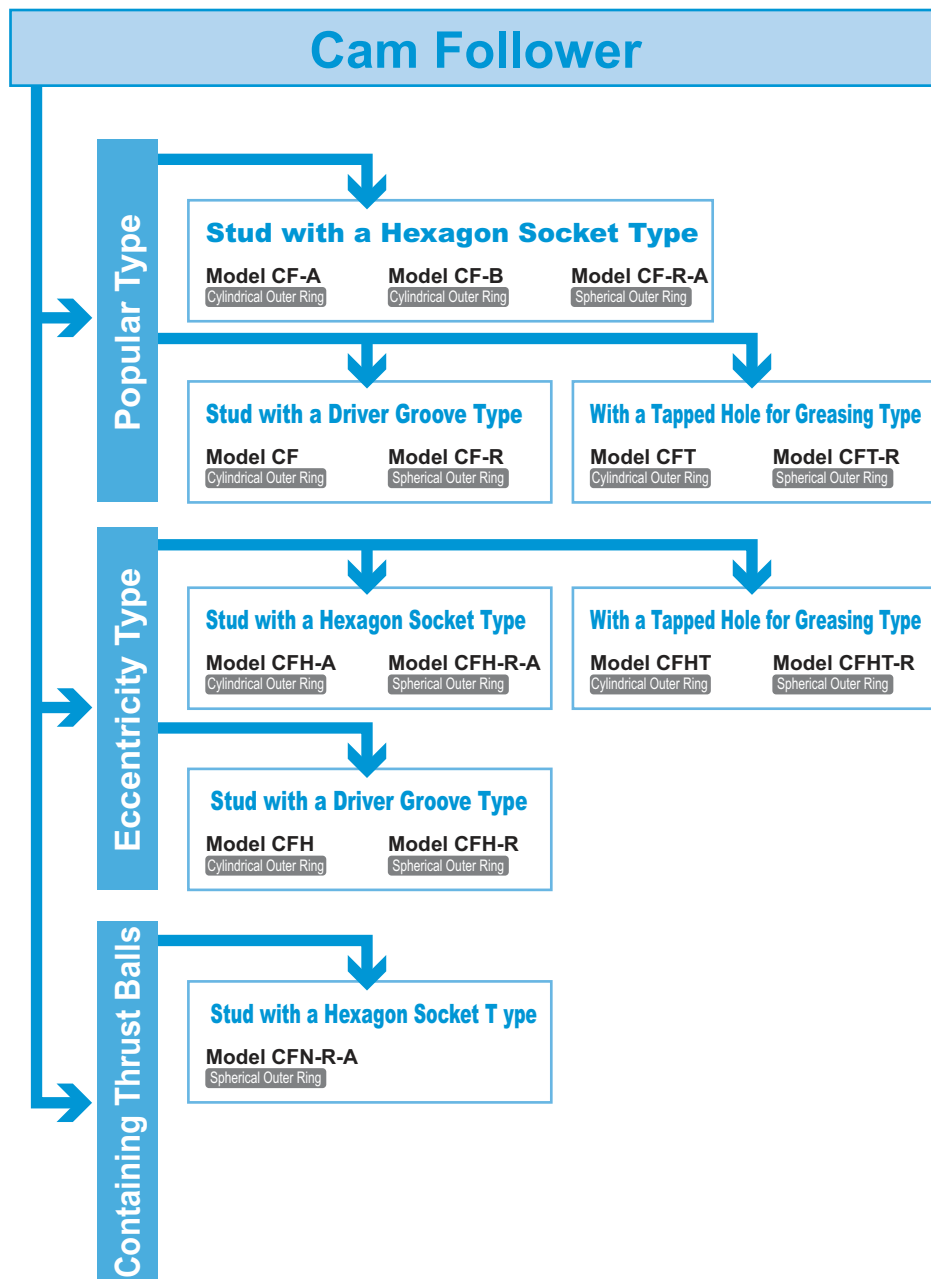 Cam Follower
Popular Type
Stud with a Hexagon Socket Type
Model CF-A Model CF-B Model CF-R-A
Cylindrical Outer Ring Cylindrical Outer Ring Spherical Outer Ring
Stud with a Driver Groove Type With a Tapped Hole for Greasing Type
Model CF Model CF-R Model CFT Model CFT-R
Cylindrical Outer Ring Spherical Outer Ring Cylindrical Outer Ring Spherical Outer Ring
Eccentricity Type
Stud with a Hexagon Socket Type With a Tapped Hole for Greasing Type
Model CFH-A Model CFH-R-A Model CFHT Model CFHT-R
Cylindrical Outer Ring Spherical Outer Ring Cylindrical Outer Ring Spherical Outer Ring
Stud with a Driver Groove Type
Model CFH Model CFH-R
Cylindrical Outer Ring Spherical Outer Ring
Containing Thrust Balls
Stud with a Hexagon Socket T ype
Model CFN-R-A
Spherical Outer Ring